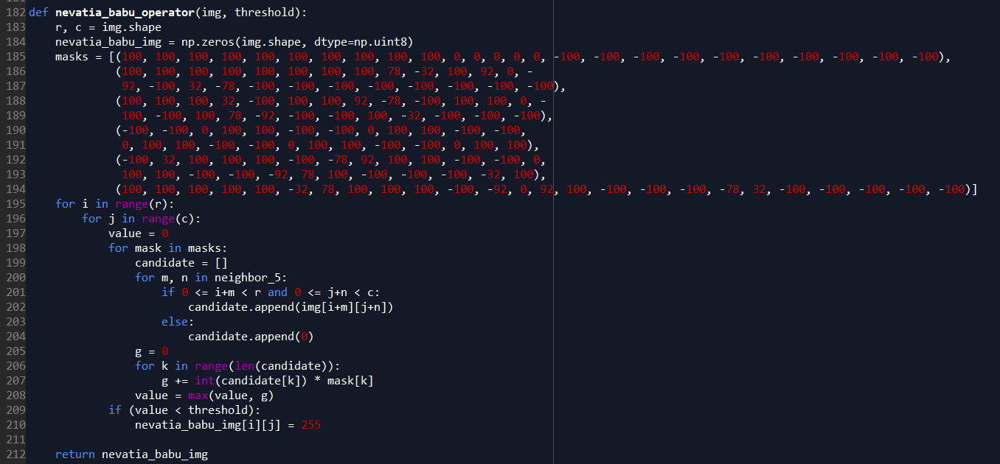 182 def nevatia_babu_operator(img, threshold):
183     r, c = img.shape
184     nevatia_babu_img = np.zeros(img.shape, dtype=np.uint8)
185     masks = [(100, 100, 100, 100, 100, 100, 100, 100, 100, 100, 0, 0, 0, 0, 0, -100, -100, -100, -100, -100, -100, -100, -100, -100, -100),
186              (100, 100, 100, 100, 100, 100, 100, 100, 78, -32, 100, 92, 0, -
187               92, -100, 32, -78, -100, -100, -100, -100, -100, -100, -100, -100),
188              (100, 100, 100, 32, -100, 100, 100, 92, -78, -100, 100, 100, 0, -
189               100, -100, 100, 78, -92, -100, -100, 100, -32, -100, -100, -100),
190              (-100, -100, 0, 100, 100, -100, -100, 0, 100, 100, -100, -100,
191               0, 100, 100, -100, -100, 0, 100, 100, -100, -100, 0, 100, 100),
192              (-100, 32, 100, 100, 100, -100, -78, 92, 100, 100, -100, -100, 0,
193               100, 100, -100, -100, -92, 78, 100, -100, -100, -100, -32, 100),
194              (100, 100, 100, 100, 100, -32, 78, 100, 100, 100, -100, -92, 0, 92, 100, -100, -100, -100, -78, 32, -100, -100, -100, -100, -100)]
195     for i in range(r):
196         for j in range(c):
197             value = 0
198             for mask in masks:
199                 candidate = []
200                 for m, n in neighbor_5:
201                     if 0 <= i+m < r and 0 <= j+n < c:
202                         candidate.append(img[i+m][j+n])
203                     else:
204                         candidate.append(0)
205                 g = 0
206                 for k in range(len(candidate)):
207                     g += int(candidate[k]) * mask[k]
208                 value = max(value, g)
209             if (value < threshold):
210                 nevatia_babu_img[i][j] = 255
211
212     return nevatia_babu_img